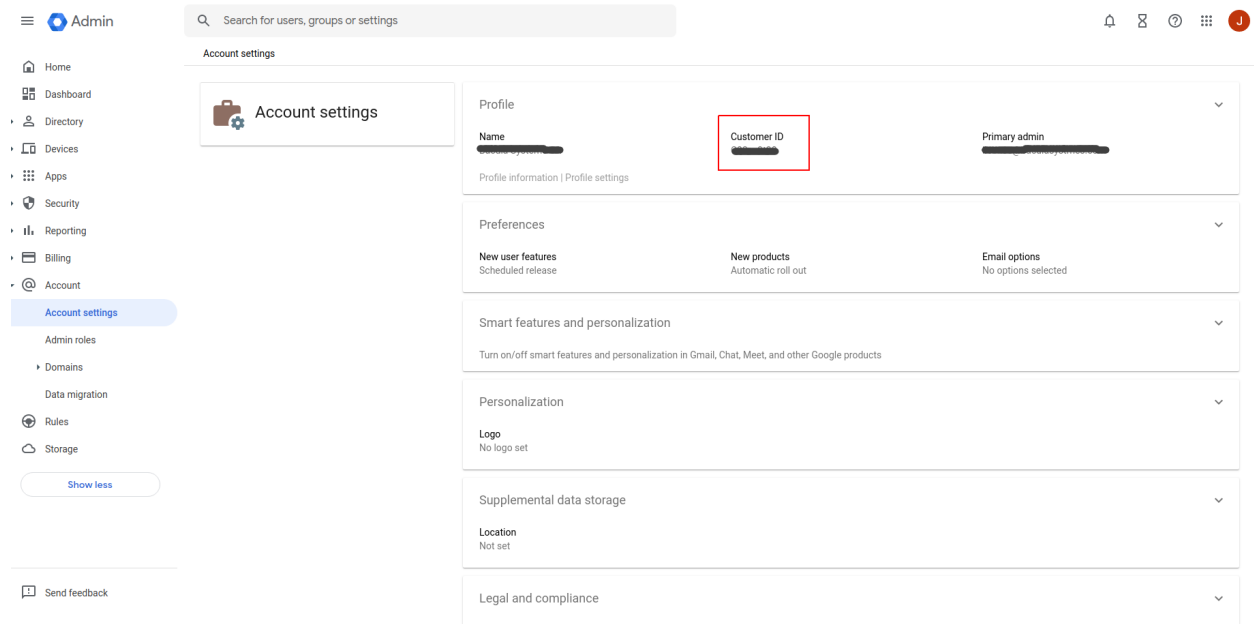 Admin
Search for users, groups or settings
J
Account settings
Home
Dashboard
Directory
Devices
Apps
Security
Reporting
Billing
Account
Account settings
Admin roles
Domains
Data migration
Rules
Storage
Show less
Send feedback
Account settings
Profile
Name
Customer ID
Primary admin
Profile information | Profile settings
Preferences
New user features
Scheduled release
New products
Automatic roll out
Email options
No options selected
Smart features and personalization
Turn on/off smart features and personalization in Gmail, Chat, Meet, and other Google products
Personalization
Logo
No logo set
Supplemental data storage
Location
Not set
Legal and compliance